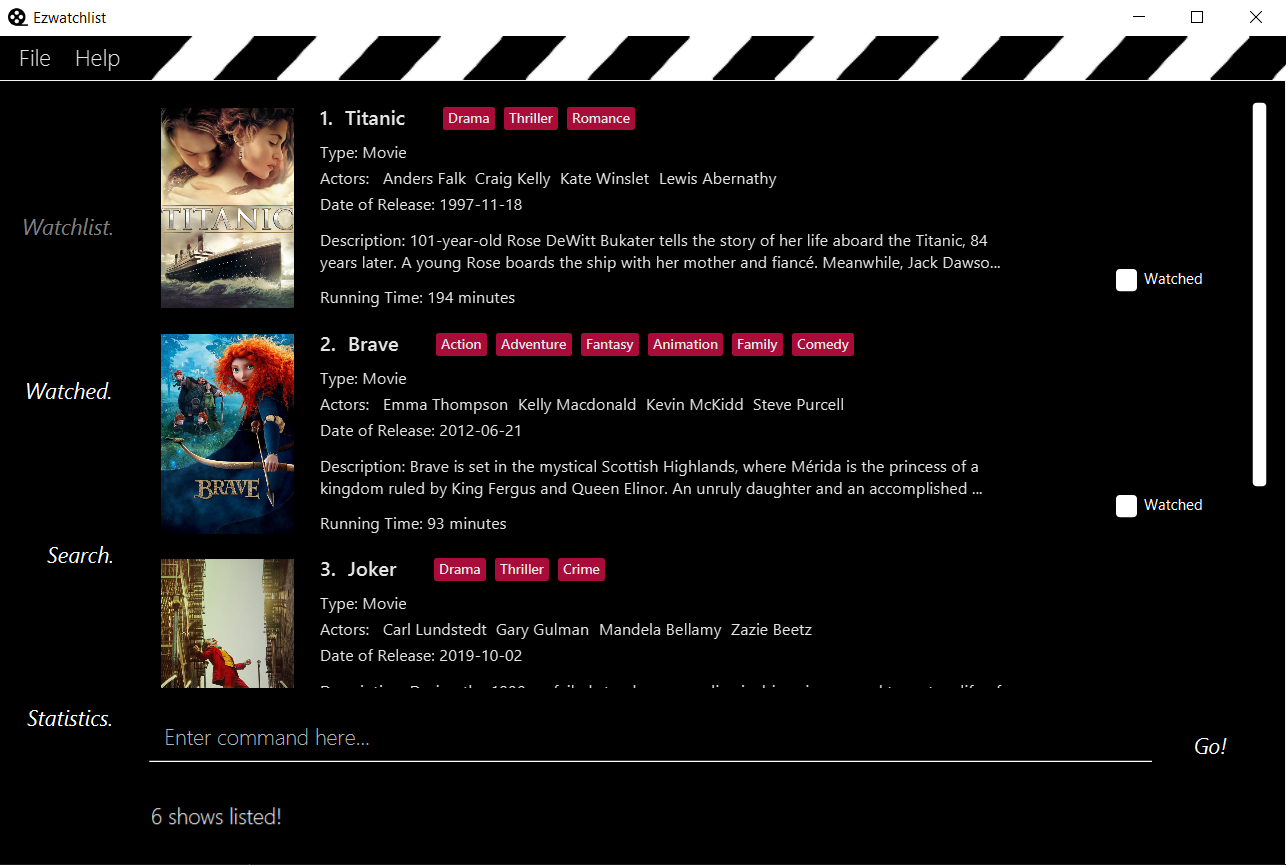 Ezwatchlist
File Help
Watchlist.
Watched.
Search.
Statistics.
TITANIC
1. Titanic Drama Thriller Romance
Type: Movie
Actors: Anders Falk Craig Kelly Kate Winslet Lewis Abernathy
Date of Release: 1997-11-18
Description: 101-year-old Rose DeWitt Bukater tells the story of her life aboard the Titanic, 84
years later. A young Rose boards the ship with her mother and fiancé. Meanwhile, Jack Dawso...
Running Time: 194 minutes
Watched
BRAVE
2. Brave Action Adventure Fantasy Animation Family Comedy
Type: Movie
Actors: Emma Thompson Kelly Macdonald Kevin McKidd Steve Purcell
Date of Release: 2012-06-21
Description: Brave is set in the mystical Scottish Highlands, where Mérida is the princess of a
kingdom ruled by King Fergus and Queen Elinor. An unruly daughter and an accomplished ...
Running Time: 93 minutes
Watched
3. Joker Drama Thriller Crime
Type: Movie
Actors: Carl Lundstedt Gary Gulman Mandela Bellamy Zazie Beetz
Date of Release: 2019-10-02
Enter command here...
Go!
6 shows listed!